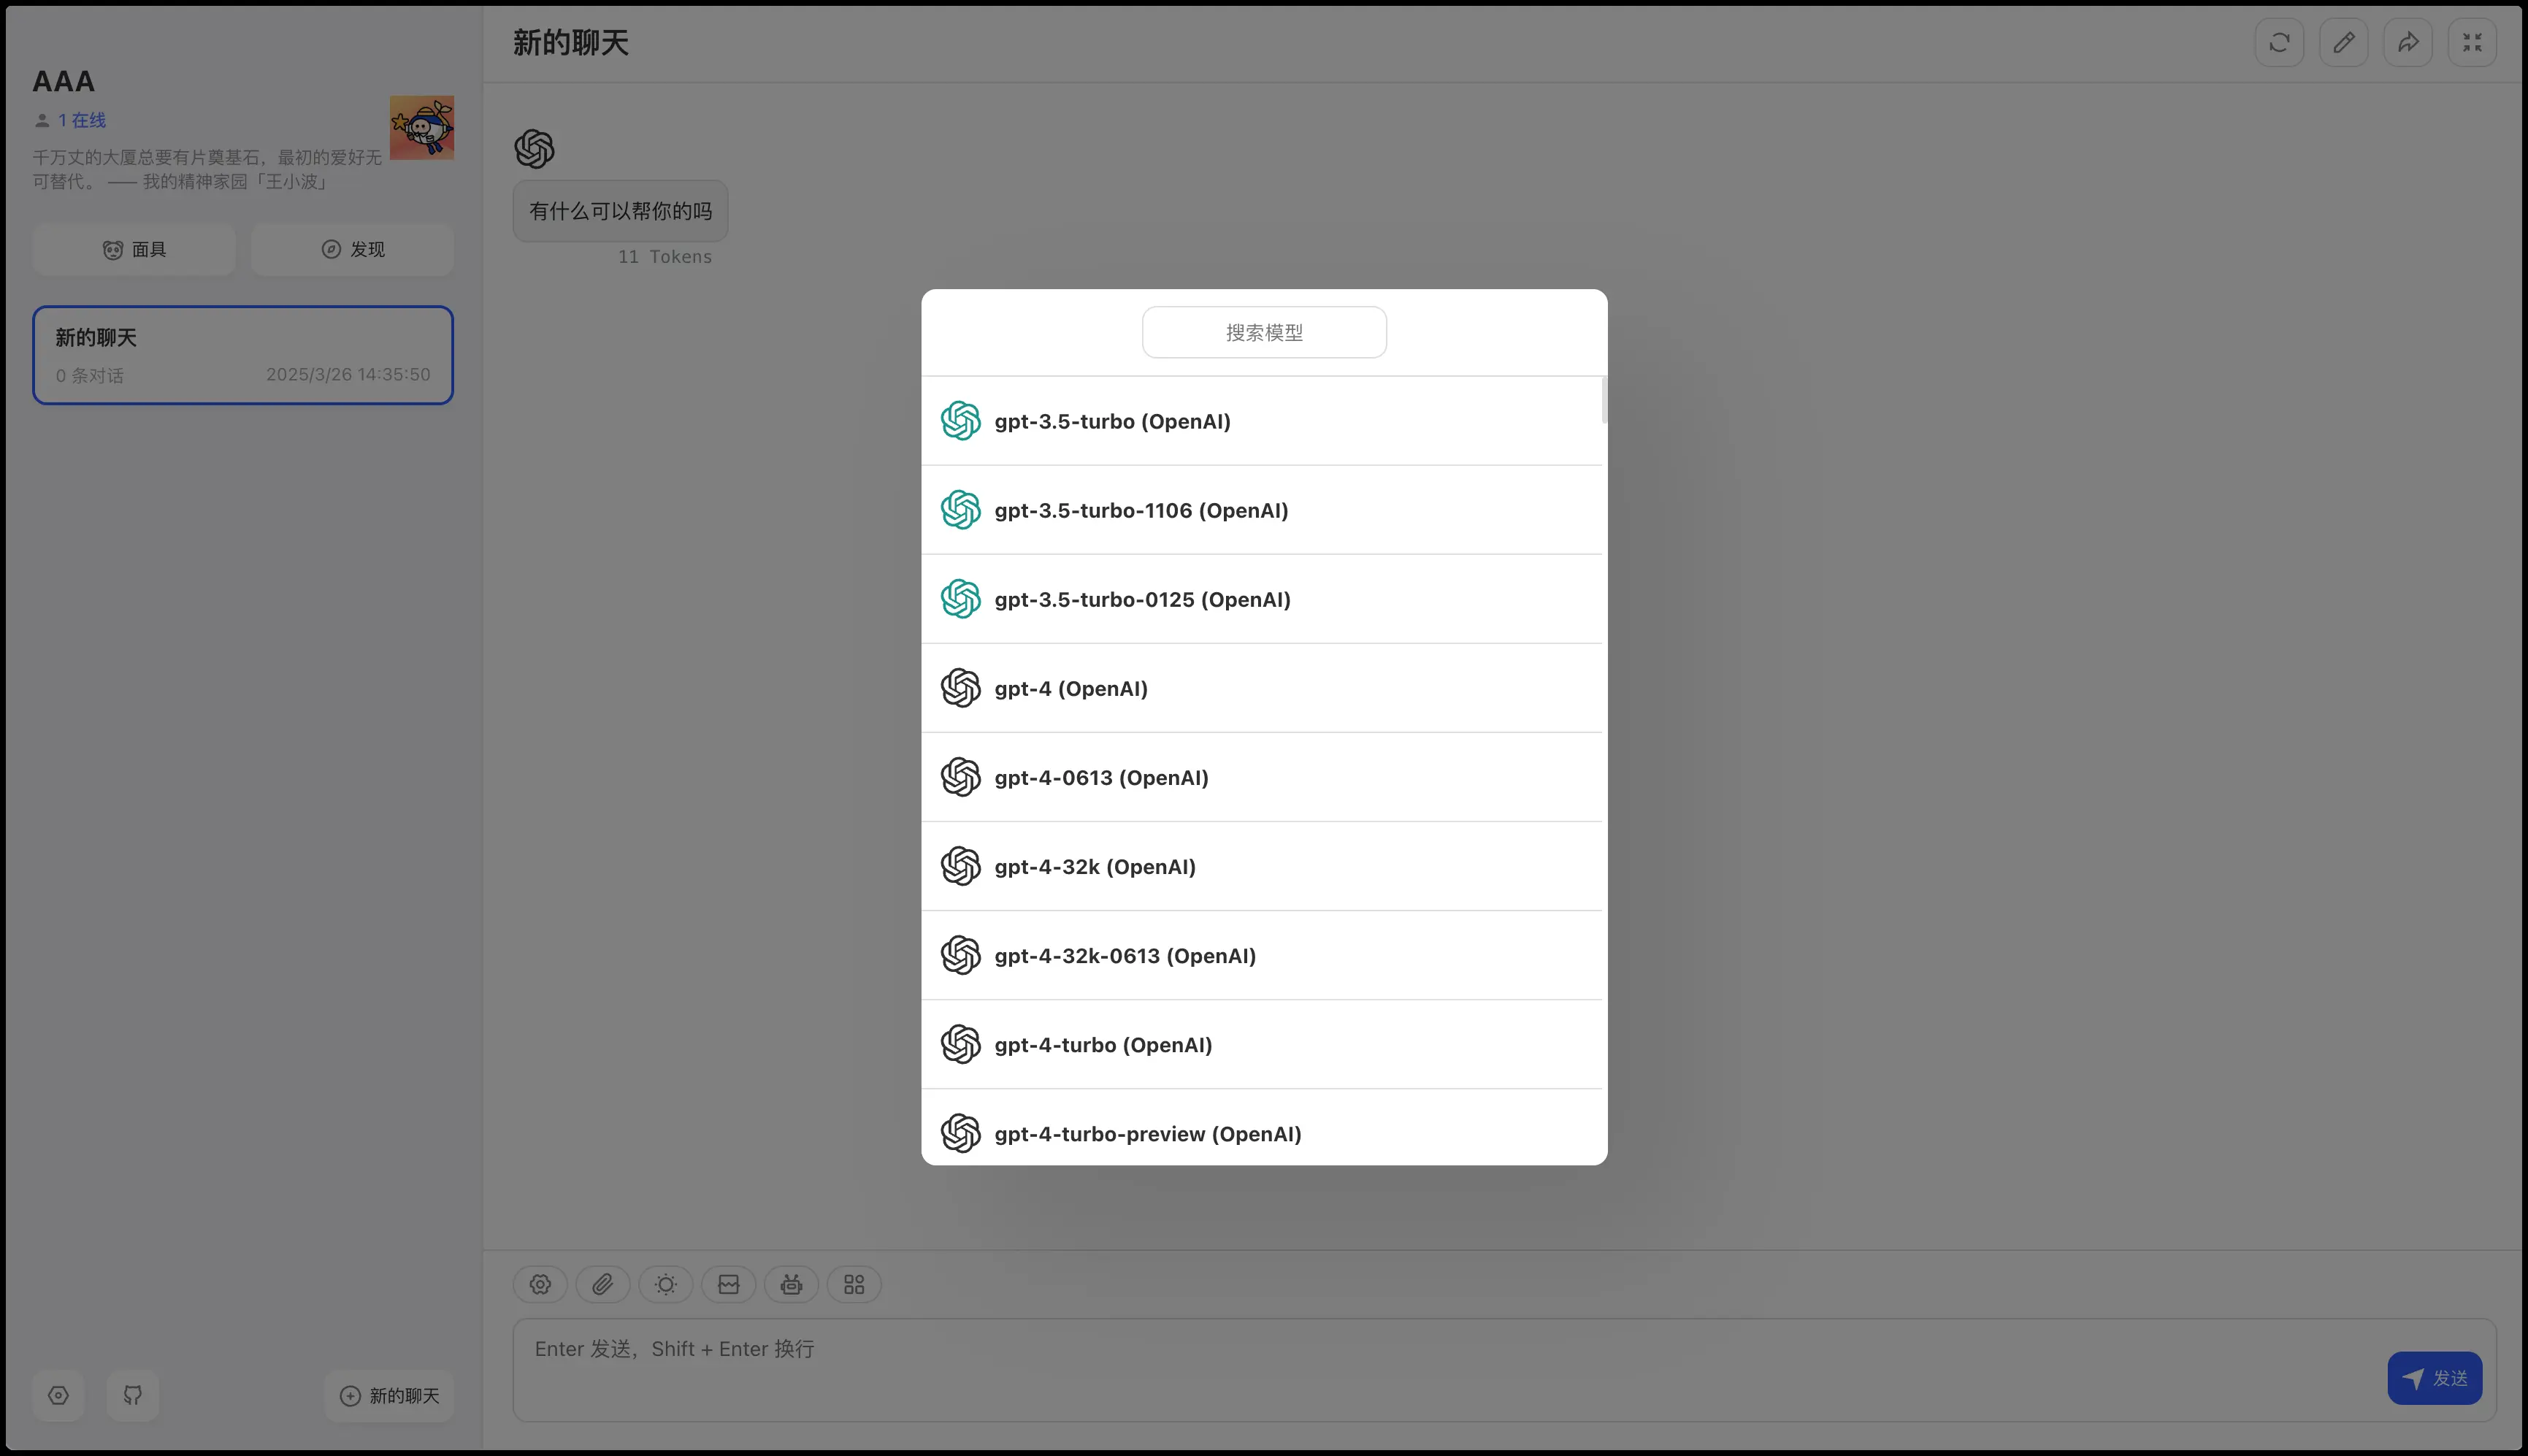 AAA
1 在线
千万丈的大厦总要有片奠基石，最初的爱好无
可替代。 —— 我的精神家园「王小波」
面具
发现
新的聊天
0 条对话
2025/3/26 14:35:50
新的聊天
新的聊天
有什么可以帮你的吗
11 Tokens
搜索模型
gpt-3.5-turbo (OpenAI)
gpt-3.5-turbo-1106 (OpenAI)
gpt-3.5-turbo-0125 (OpenAI)
gpt-4 (OpenAI)
gpt-4-0613 (OpenAI)
gpt-4-32k (OpenAI)
gpt-4-32k-0613 (OpenAI)
gpt-4-turbo (OpenAI)
gpt-4-turbo-preview (OpenAI)
Enter 发送，Shift + Enter 换行
发送